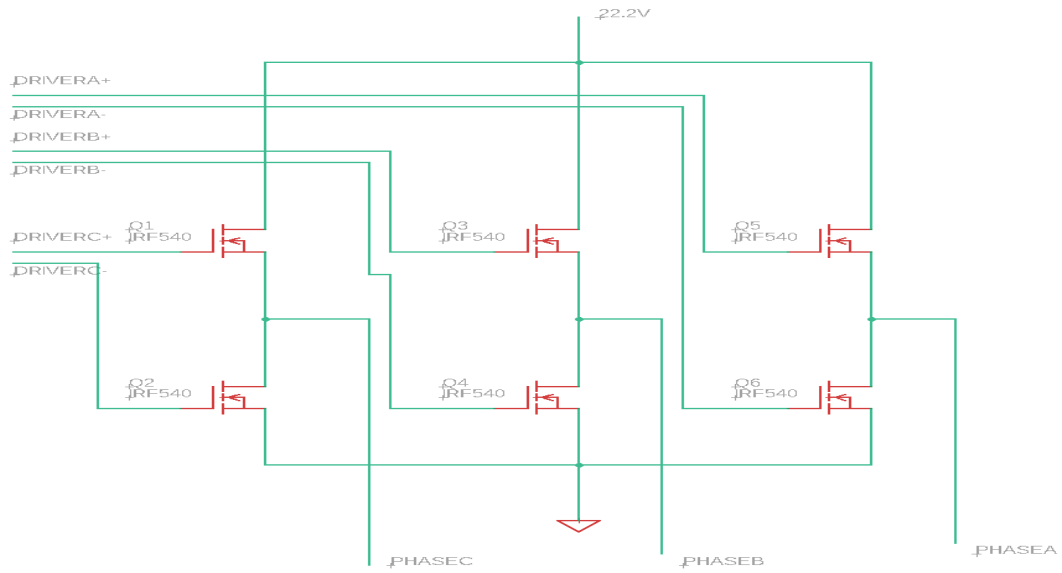 22.2V
DRIVERA+
DRIVERA-
DRIVERB+
DRIVERB-
Q1
IRF540
Q3
IRF540
Q5
IRF540
DRIVERC+
DRIVERC-
Q2
IRF540
Q4
IRF540
Q6
IRF540
PHASEC
PHASEB
PHASEA